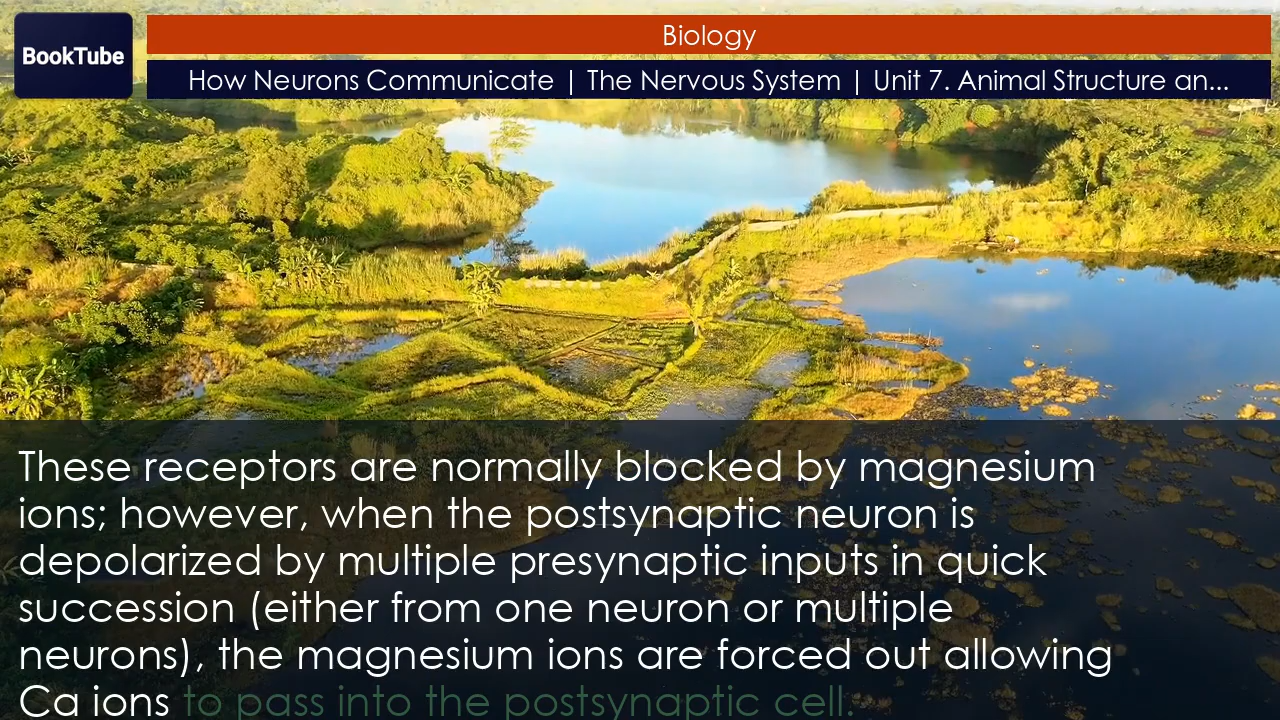 BookTube
Biology
How Neurons Communicate | The Nervous System | Unit 7. Animal Structure an...
These receptors are normally blocked by magnesium
ions; however, when the postsynaptic neuron is
depolarized by multiple presynaptic inputs in quick
succession (either from one neuron or multiple
neurons), the magnesium ions are forced out allowing
Ca ions to pass into the postsynaptic cell.